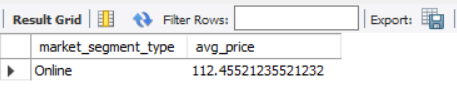 Result Grid Filter Rows: Export:
market_segment_type avg_price
Online 112.45521235521232